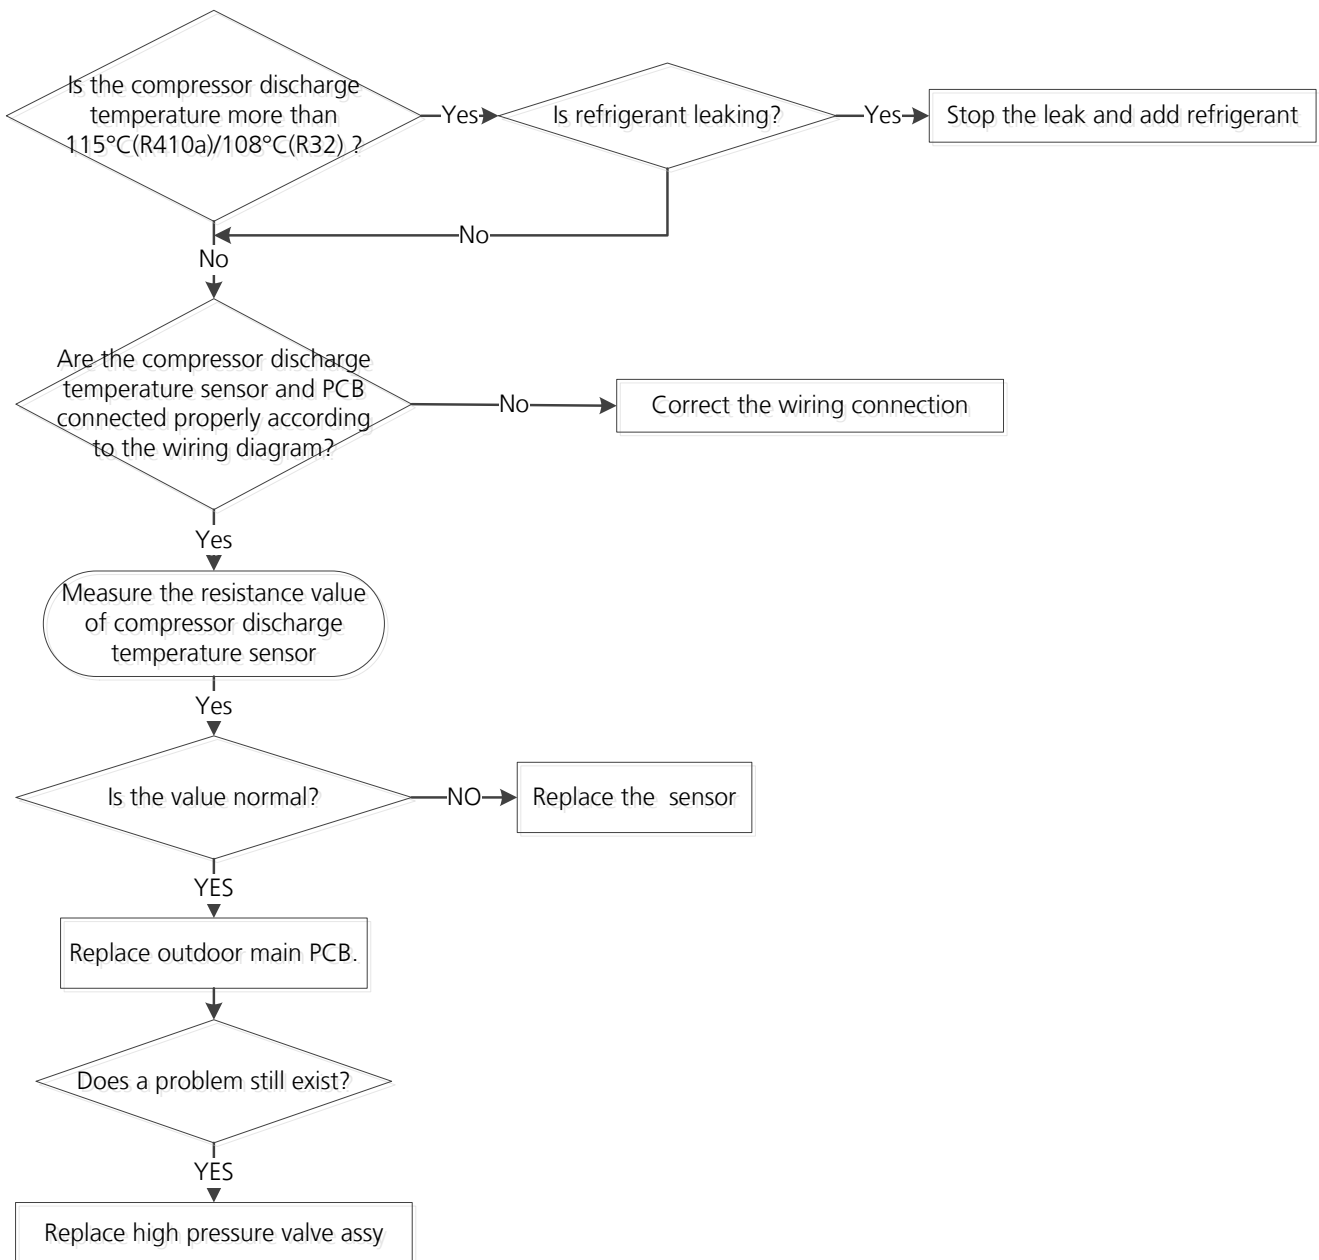 Is the compressor discharge
temperature more than
115°C(R410a)/108°C(R32) ?
Yes
Is refrigerant leaking?
Yes
Stop the leak and add refrigerant
No
No
Are the compressor discharge
temperature sensor and PCB
connected properly according
to the wiring diagram?
No
Correct the wiring connection
Yes
Measure the resistance value
of compressor discharge
temperature sensor
Yes
Is the value normal?
NO
Replace the  sensor
YES
Replace outdoor main PCB.
Does a problem still exist?
YES
Replace high pressure valve assy